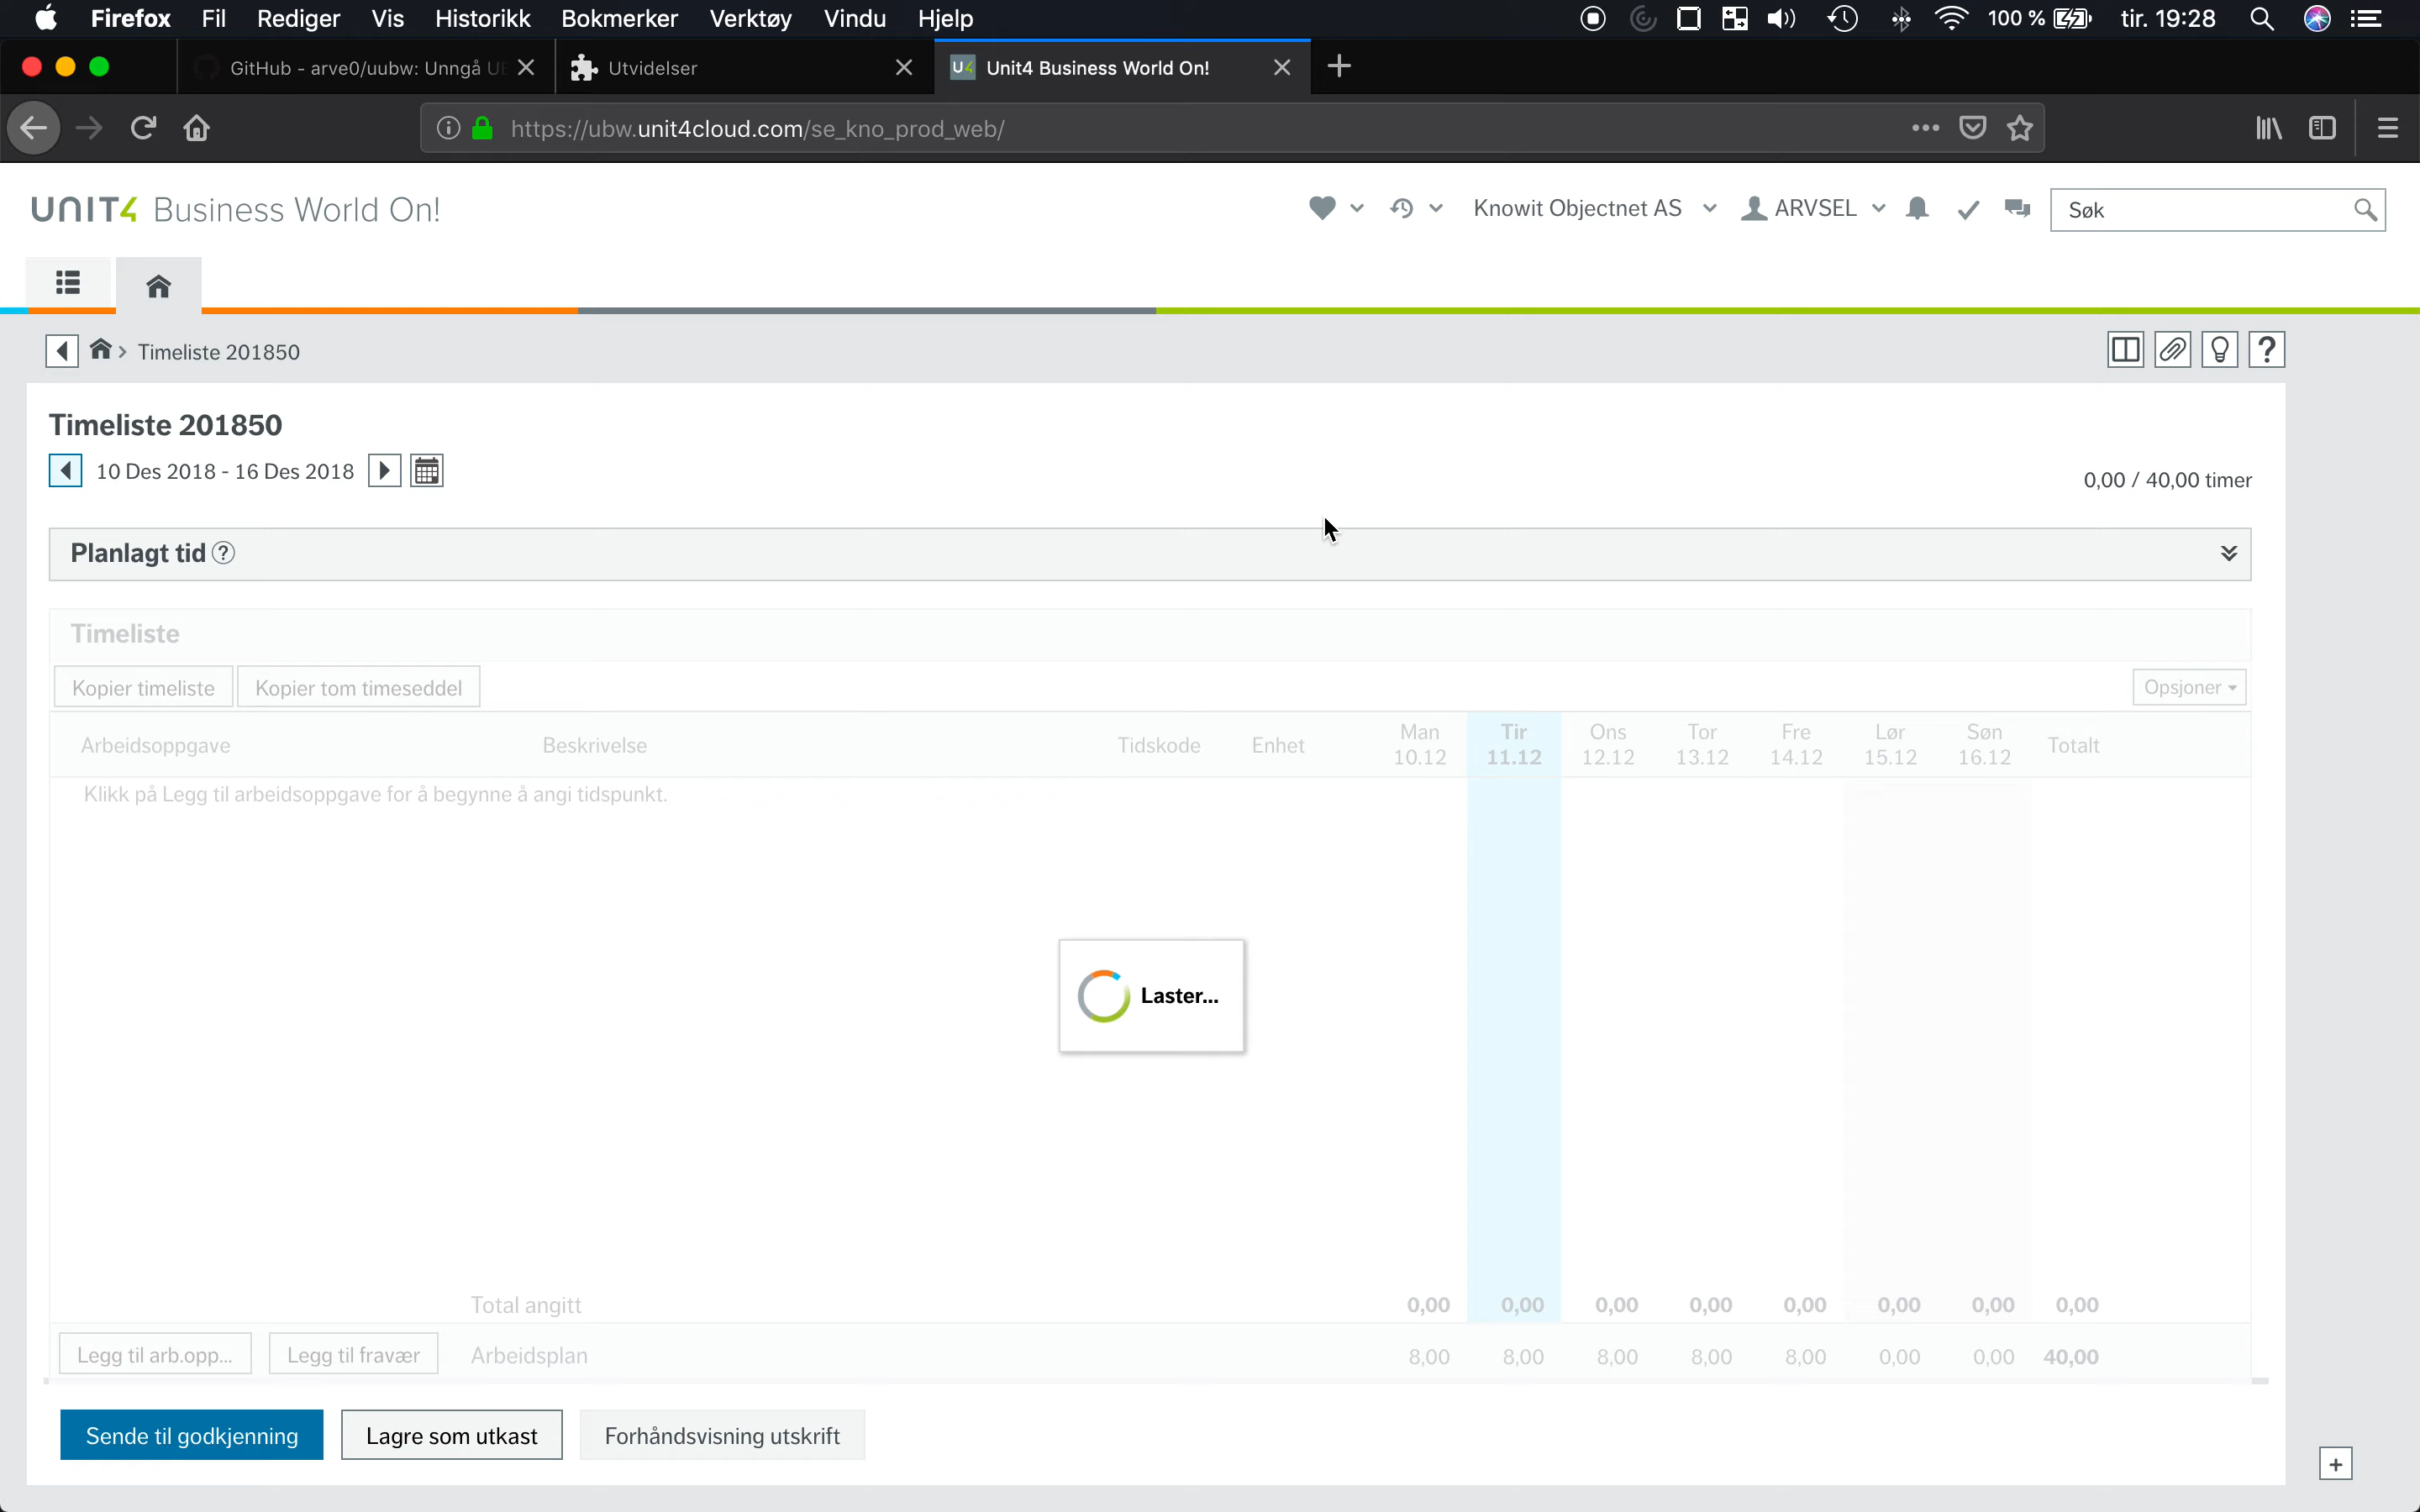 Firefox Fil Rediger Vis Historikk Bokmerker Verktøy Vindu Hjelp 100 % tir. 19:28
GitHub - arve0/uubw: Unngå Utvidelser Unit4 Business World On!
https://ubw.unit4cloud.com/se_kno_prod_web/
UNIT4 Business World On! Knowit Objectnet AS ARVSEL Søk
Timeliste 201850
Timeliste 201850
10 Des 2018 - 16 Des 2018
0,00 / 40,00 timer
Planlagt tid ?
Timeliste
Kopier timeliste Kopier tom timeseddel Opsjoner
Arbeidsoppgave Beskrivelse Tidskode Enhet Man 10.12 Tir 11.12 Ons 12.12 Tor 13.12 Fre 14.12 Lør 15.12 Søn 16.12 Totalt
Klikk på Legg til arbeidsoppgave for å begynne å angi tidspunkt.
Laster...
Total angitt 0,00 0,00 0,00 0,00 0,00 0,00 0,00 0,00
Legg til arb.opp... Legg til fravær Arbeidsplan 8,00 8,00 8,00 8,00 8,00 0,00 0,00 40,00
Sende til godkjenning Lagre som utkast Forhåndsvisning utskrift